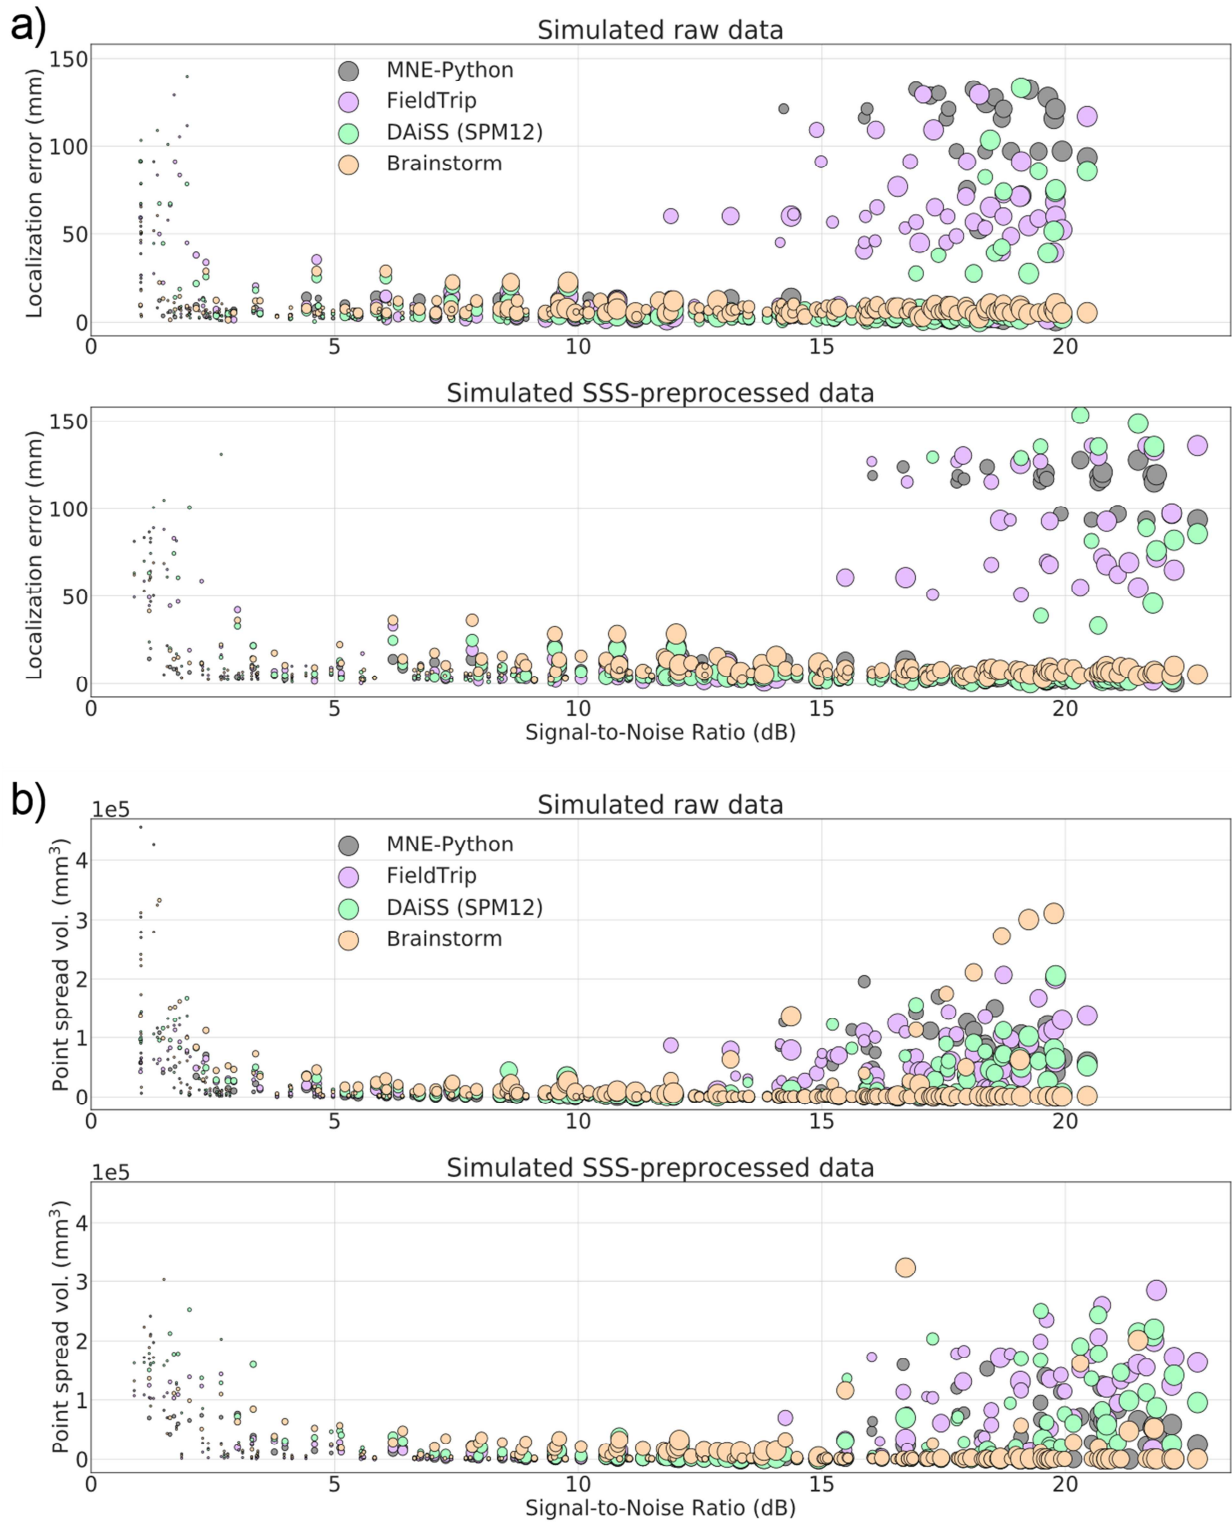 a)
Simulated raw data
Localization error (mm)
150
100
50
0
MNE-Python
FieldTrip
DAiSS (SPM12)
Brainstorm
0 5 10 15 20
Simulated SSS-preprocessed data
Localization error (mm)
150
100
50
0
0 5 10 15 20
Signal-to-Noise Ratio (dB)
b)
1e5
Simulated raw data
Point spread vol. (mm³)
4
3
2
1
0
MNE-Python
FieldTrip
DAiSS (SPM12)
Brainstorm
0 5 10 15 20
1e5
Simulated SSS-preprocessed data
Point spread vol. (mm³)
4
3
2
1
0
0 5 10 15 20
Signal-to-Noise Ratio (dB)